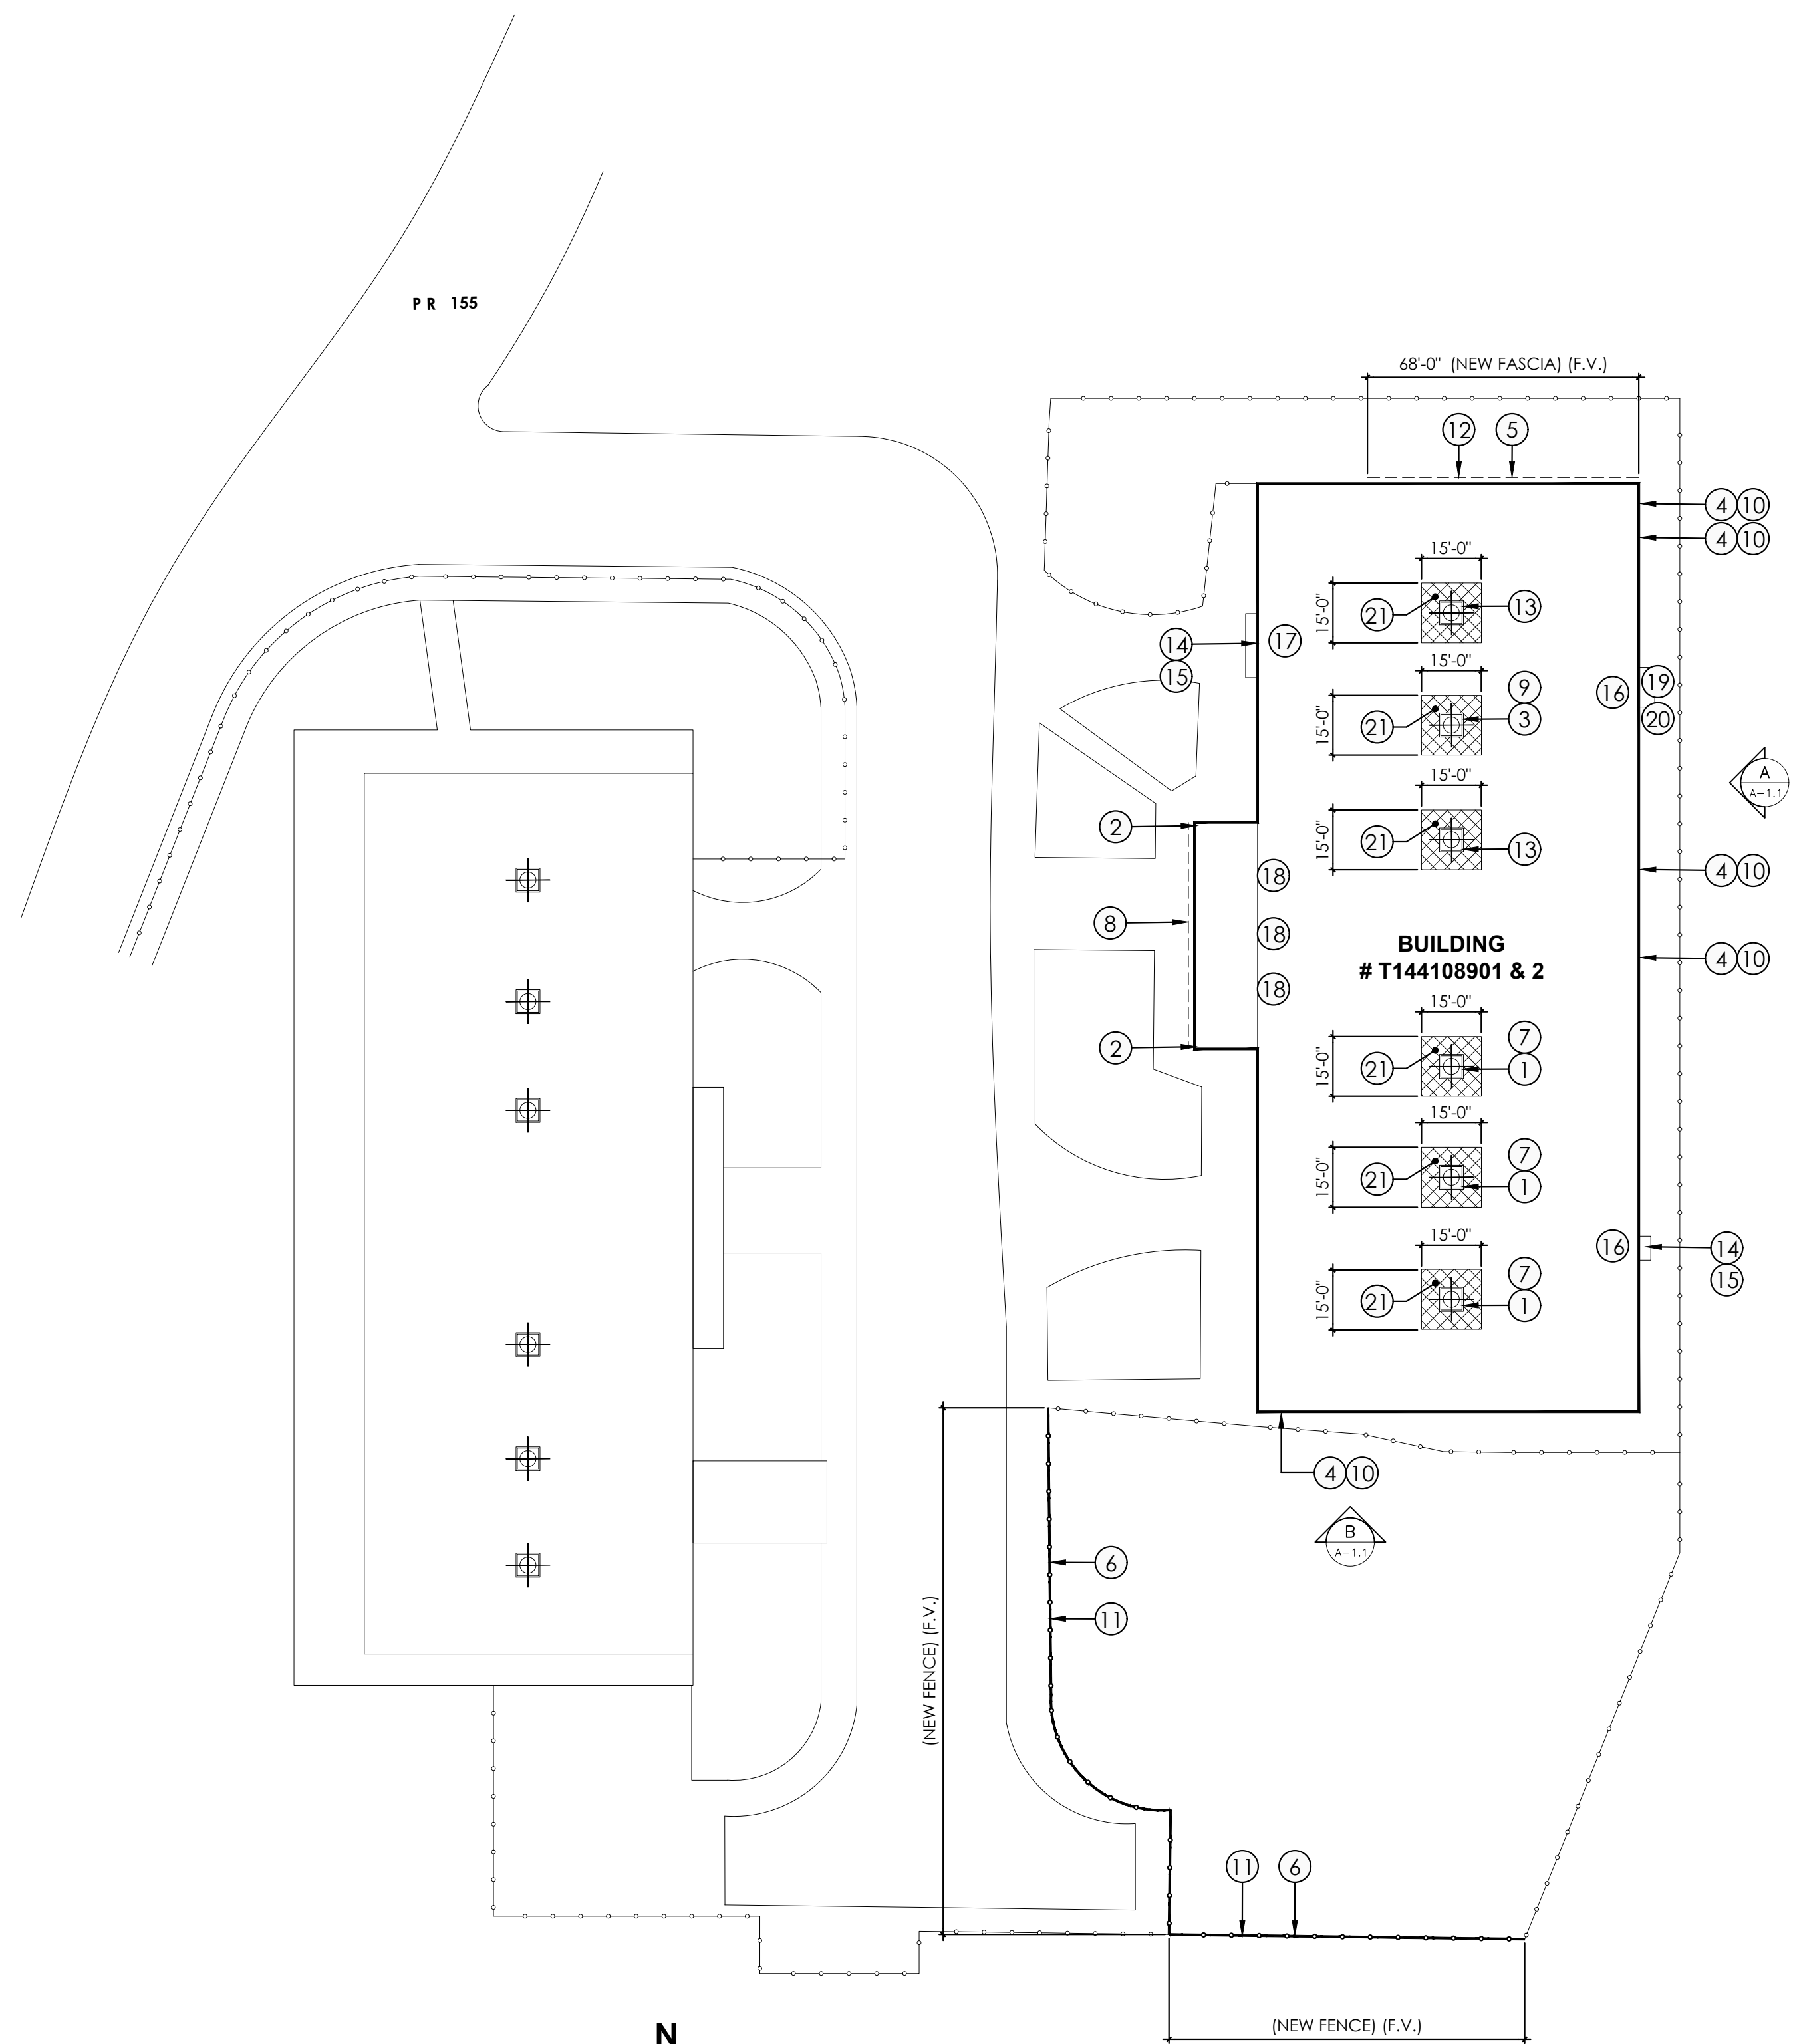 PR 155
68'-0" (NEW FASCIA) (F.V.)
12 5
4 10
4 10
15'-0"
15'-0" 21 13
14 17
15
15'-0"
9
15'-0" 21 3
16 19
20
15'-0"
15'-0" 21 13
A
A-1.1
2
18
4 10
8 18
BUILDING
# T144108901 & 2
4 10
18
15'-0"
2
7
15'-0" 21 1
15'-0"
7
15'-0" 21 1
15'-0"
16 14
15
7
15'-0" 21 1
4 10
B
A-1.1
6
11
(NEW FENCE) (F.V.)
11 6
(NEW FENCE) (F.V.)
N